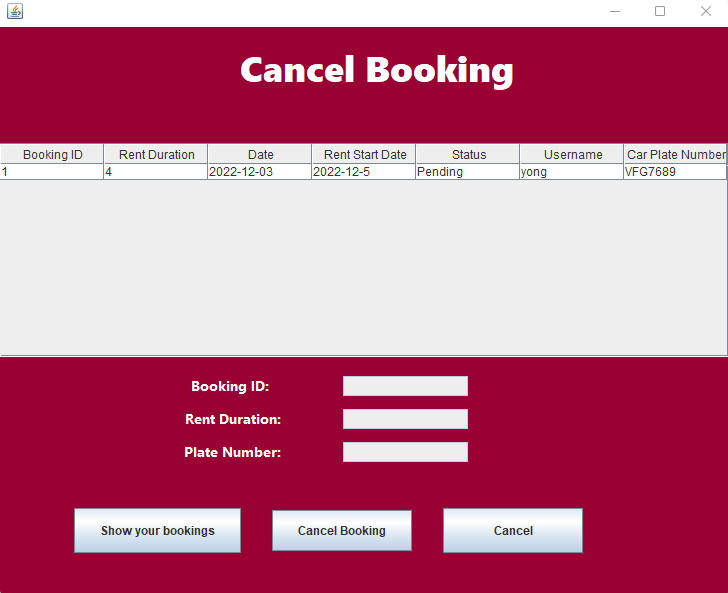 Cancel Booking
Booking ID Rent Duration Date Rent Start Date Status Username Car Plate Number
1 4 2022-12-03 2022-12-5 Pending yong VFG7689
Booking ID:
Rent Duration:
Plate Number:
Show your bookings Cancel Booking Cancel